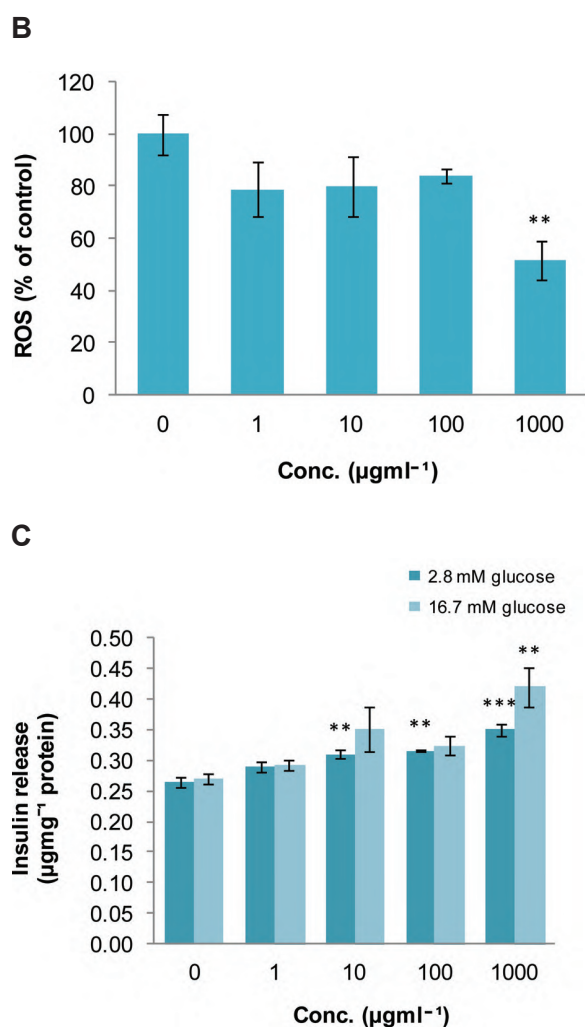 B
120
100
80
60
40
20
0
ROS (% of control)
**
0 1 10 100 1000
Conc. (µgml⁻¹)
C
2.8 mM glucose
16.7 mM glucose
0.50
0.45
0.40
0.35
0.30
0.25
0.20
0.15
0.10
0.05
0.00
Insulin release
(µgmg⁻¹ protein)
** ** *** **
0 1 10 100 1000
Conc. (µgml⁻¹)